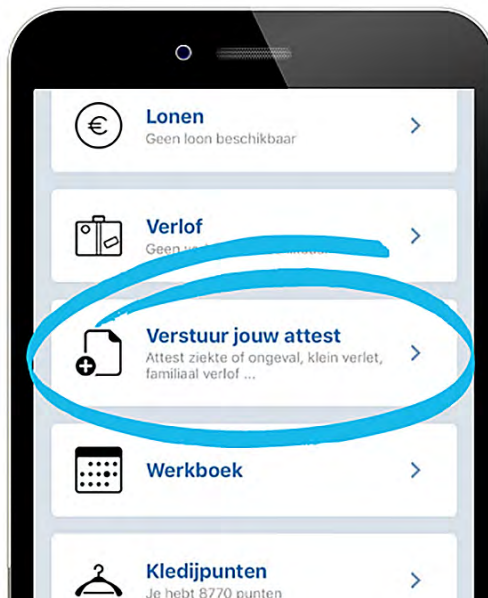 €
Lonen
Geen loon beschikbaar
Verlof
Geen
Verstuur jouw attest
Attest ziekte of ongeval, klein verlet,
familiaal verlof ...
Werkboek
Kledijpunten
Je hebt 8770 punten